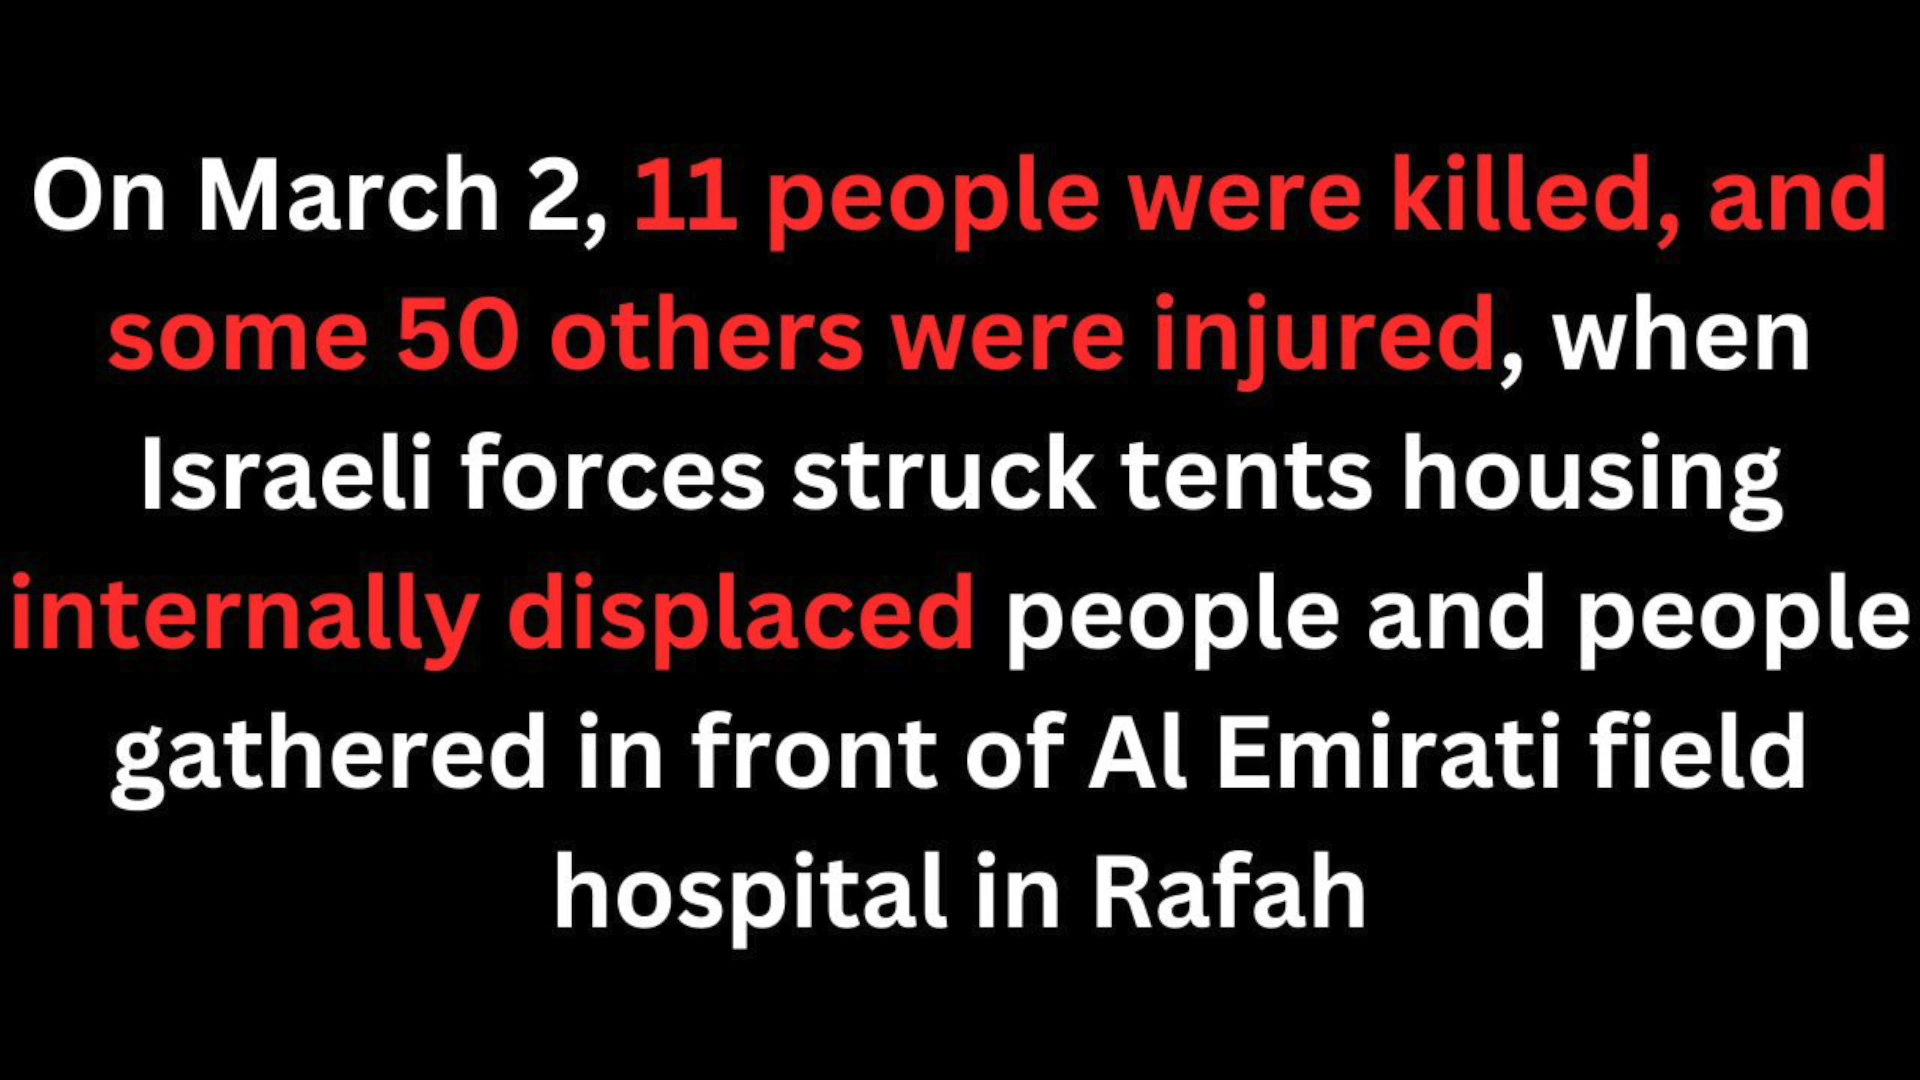 On March 2, 11 people were killed, and
some 50 others were injured, when
Israeli forces struck tents housing
internally displaced people and people
gathered in front of Al Emirati field
hospital in Rafah